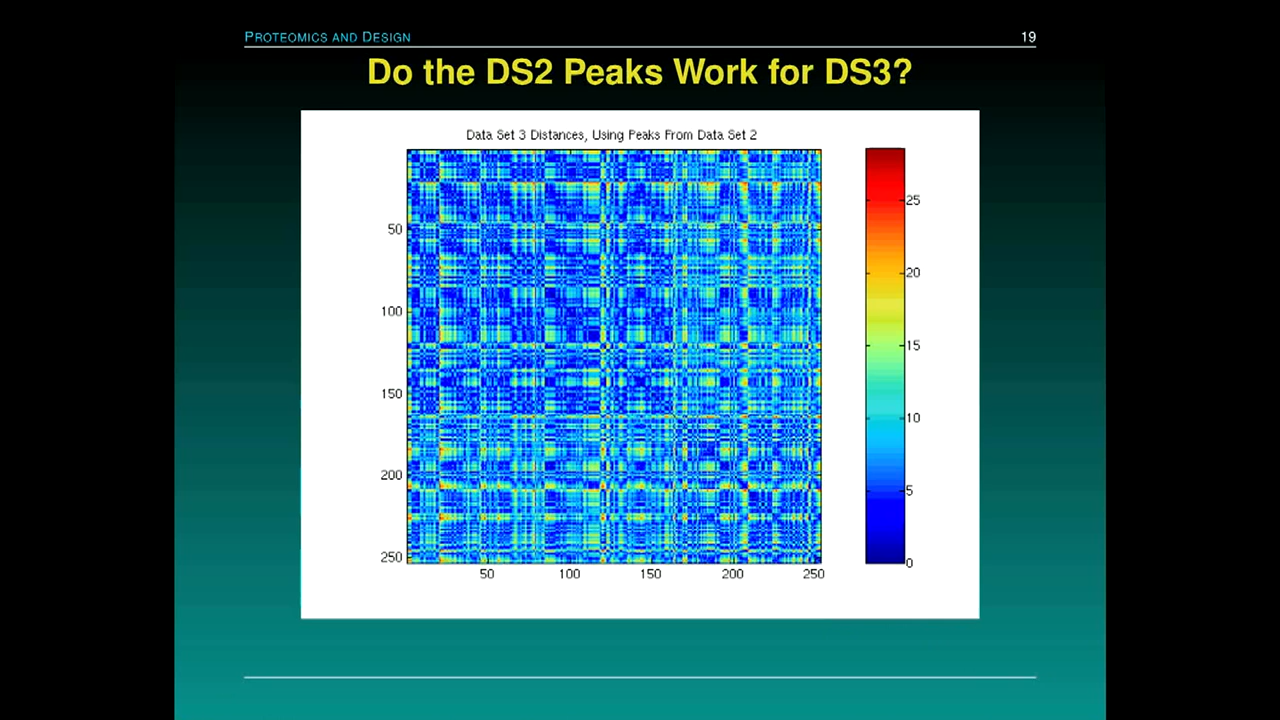 PROTEOMICS AND DESIGN 19
Do the DS2 Peaks Work for DS3?
Data Set 3 Distances, Using Peaks From Data Set 2
50
100
150
200
250
50 100 150 200 250
25
20
15
10
5
0